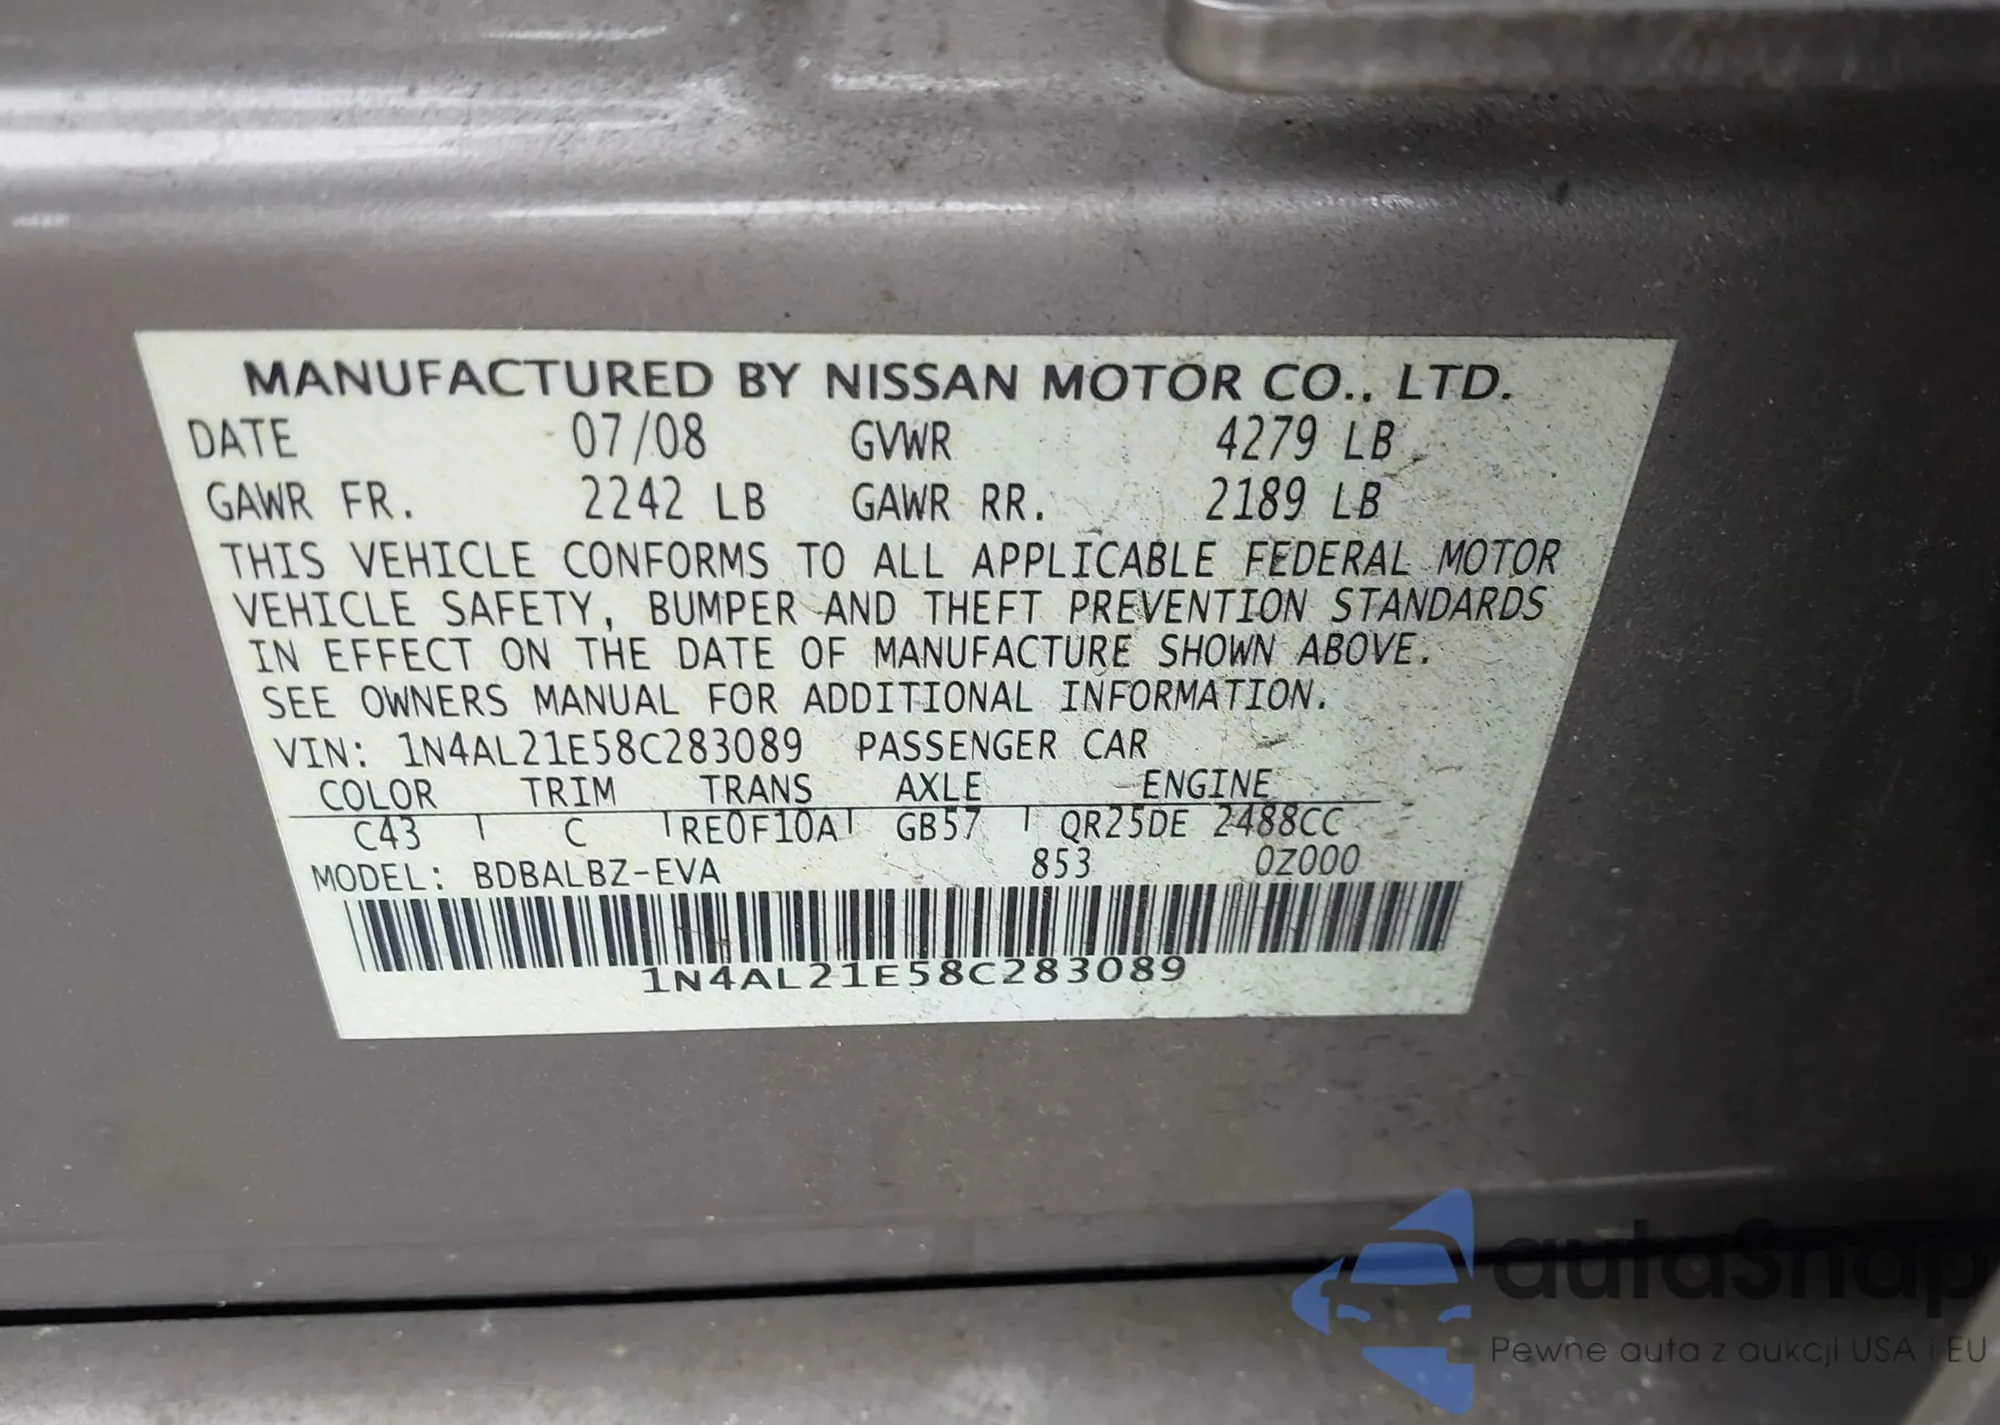 MANUFACTURED BY NISSAN MOTOR CO., LTD.
DATE 07/08 GVWR 4279 LB
GAWR FR. 2242 LB GAWR RR. 2189 LB
THIS VEHICLE CONFORMS TO ALL APPLICABLE FEDERAL MOTOR
VEHICLE SAFETY, BUMPER AND THEFT PREVENTION STANDARDS
IN EFFECT ON THE DATE OF MANUFACTURE SHOWN ABOVE.
SEE OWNERS MANUAL FOR ADDITIONAL INFORMATION.
VIN: 1N4AL21E58C283089 PASSENGER CAR
COLOR TRIM TRANS AXLE ENGINE
C43 C RE0F10A GB57 QR25DE 2488CC
MODEL: BDBALBZ-EVA 853 0Z000
1N4AL21E58C283089
autaSnap
Pewne auta z aukcji USA i EU